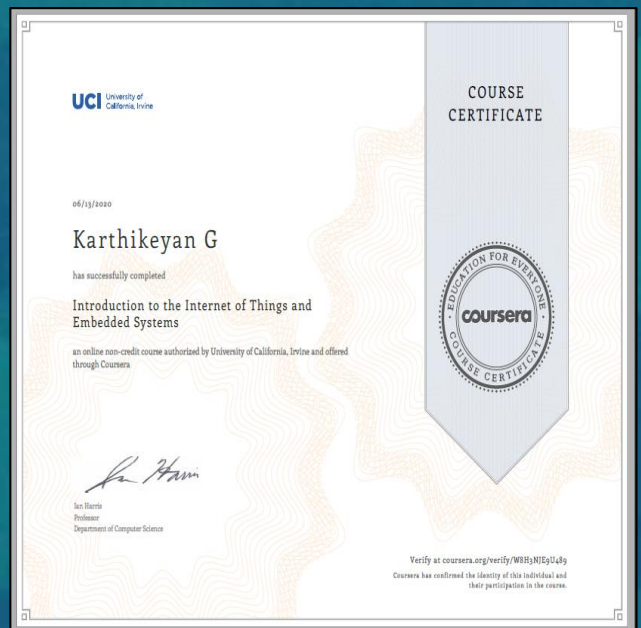 UCI University of
California, Irvine
COURSE
CERTIFICATE
06/13/2020
Karthikeyan G
has successfully completed
Introduction to the Internet of Things and
Embedded Systems
an online non-credit course authorized by University of California, Irvine and offered
through Coursera
EDUCATION FOR EVERYONE
coursera
COURSE CERTIFICATE
Ian Harris
Ian Harris
Professor
Department of Computer Science
Verify at coursera.org/verify/W8H3NJE9U489
Coursera has confirmed the identity of this individual and
their participation in the course.